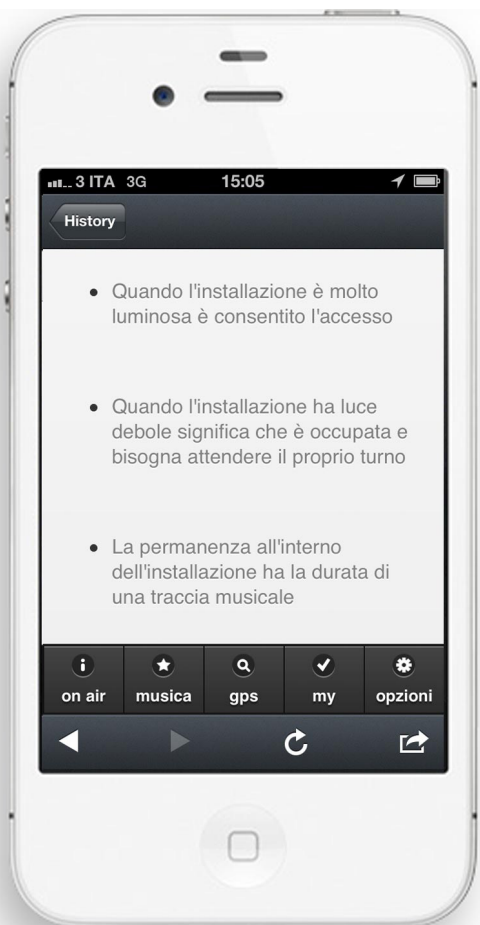 3 ITA 3G 15:05
History
• Quando l'installazione è molto
luminosa è consentito l'accesso
• Quando l'installazione ha luce
debole significa che è occupata e
bisogna attendere il proprio turno
• La permanenza all'interno
dell'installazione ha la durata di
una traccia musicale
on air musica gps my opzioni